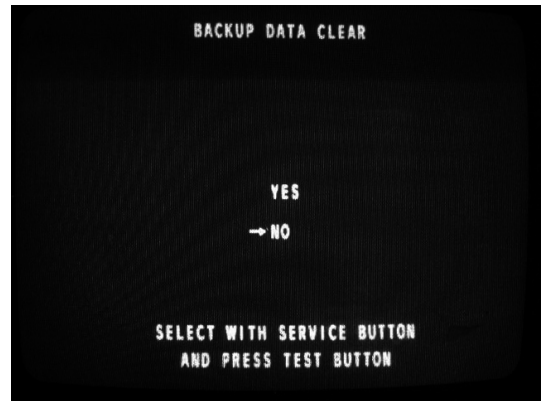 BACKUP DATA CLEAR
YES
→ NO
SELECT WITH SERVICE BUTTON
AND PRESS TEST BUTTON